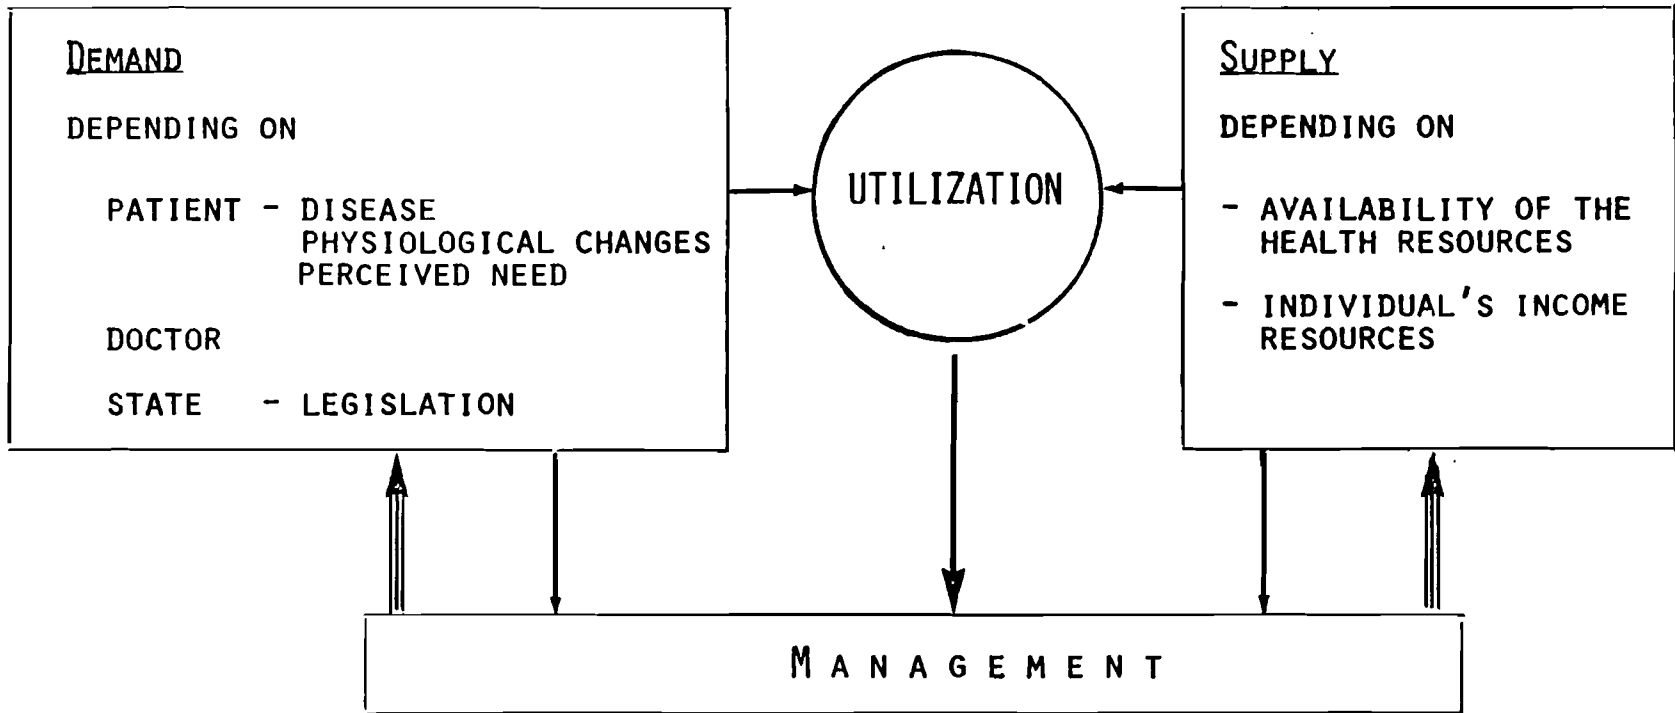 DEMAND
DEPENDING ON
PATIENT - DISEASE
PHYSIOLOGICAL CHANGES
PERCEIVED NEED
DOCTOR
STATE - LEGISLATION
UTILIZATION
SUPPLY
DEPENDING ON
- AVAILABILITY OF THE
HEALTH RESOURCES
- INDIVIDUAL'S INCOME
RESOURCES
MANAGEMENT